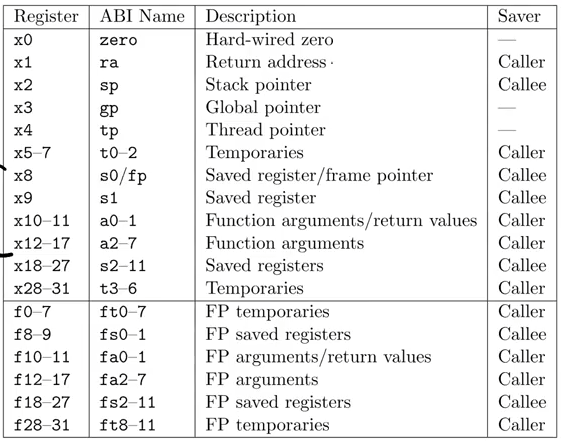 Register ABI Name Description Saver
x0 zero Hard-wired zero —
x1 ra Return address Caller
x2 sp Stack pointer Callee
x3 gp Global pointer —
x4 tp Thread pointer —
x5–7 t0–2 Temporaries Caller
x8 s0/fp Saved register/frame pointer Callee
x9 s1 Saved register Callee
x10–11 a0–1 Function arguments/return values Caller
x12–17 a2–7 Function arguments Caller
x18–27 s2–11 Saved registers Callee
x28–31 t3–6 Temporaries Caller
f0–7 ft0–7 FP temporaries Caller
f8–9 fs0–1 FP saved registers Callee
f10–11 fa0–1 FP arguments/return values Caller
f12–17 fa2–7 FP arguments Caller
f18–27 fs2–11 FP saved registers Callee
f28–31 ft8–11 FP temporaries Caller